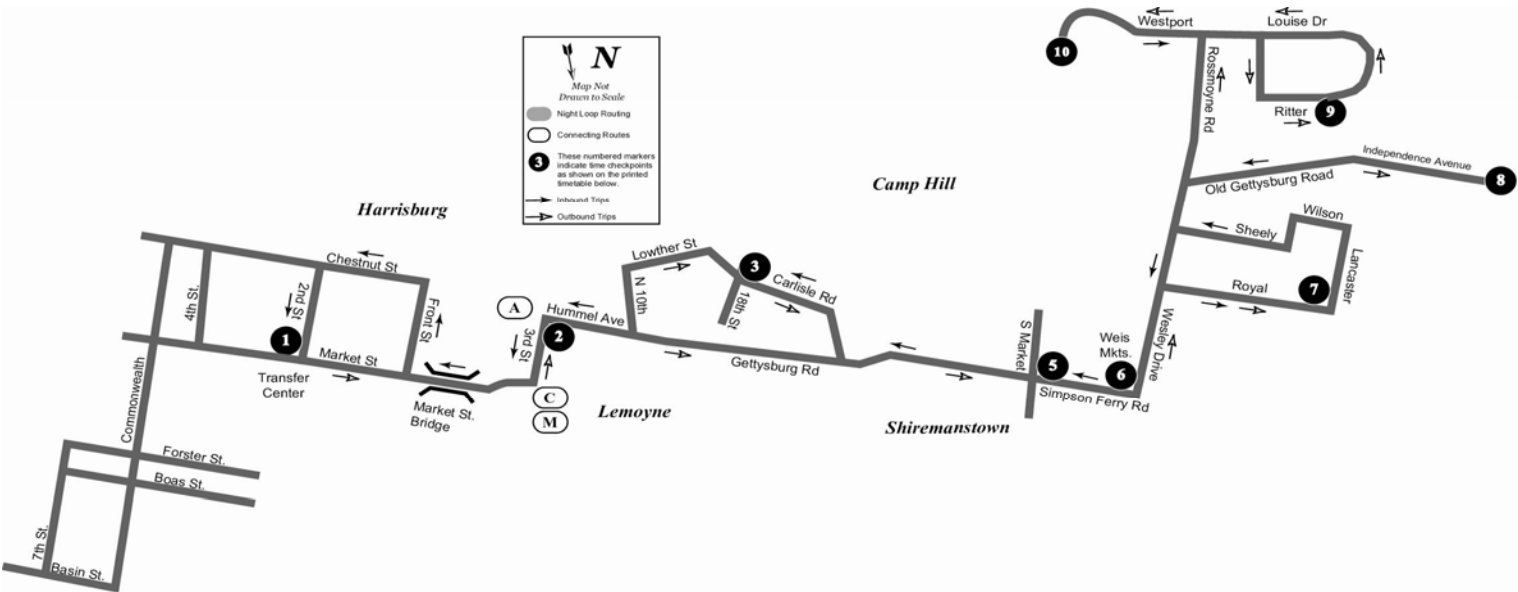 10
Westport
Louise Dr
Rossmoyne Rd
Ritter
9
N
Map Not
Drawn to Scale
Night Loop Routing
Connecting Routes
3
These numbered markers
indicate time checkpoints
as shown on the printed
timetable below.
Inbound Trips
Outbound Trips
Camp Hill
Independence Avenue
Old Gettysburg Road
8
Harrisburg
Wilson
Sheely
Lancaster
Royal
7
Chestnut St
4th St.
2nd St
Front St
1
Market St
Transfer
Center
Market St.
Bridge
Commonwealth
Forster St.
Boas St.
7th St.
Basin St.
A
3rd St
2
Hummel Ave
C
M
Lemoyne
Lowther St
N 10th
18th St
3
Carlisle Rd
Gettysburg Rd
Shiremanstown
S Market
5
Weis
Mkts.
6
Simpson Ferry Rd
Wesley Drive